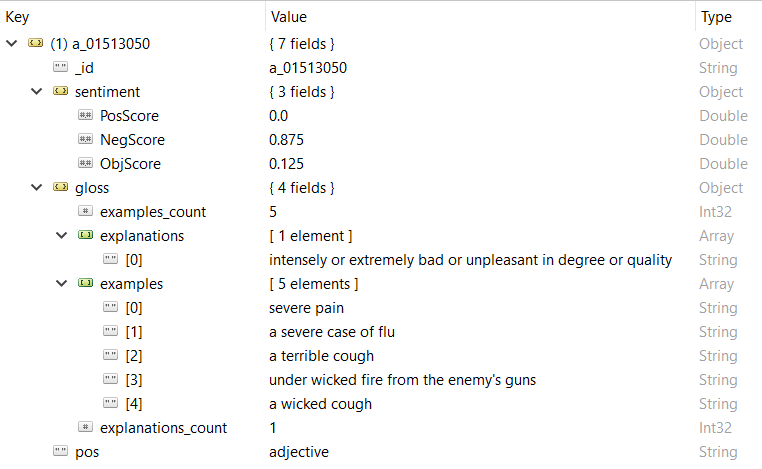 Key Value Type
(1) a_01513050 { 7 fields } Object
_id a_01513050 String
sentiment { 3 fields } Object
PosScore 0.0 Double
NegScore 0.875 Double
ObjScore 0.125 Double
gloss { 4 fields } Object
examples_count 5 Int32
explanations [ 1 element ] Array
[0] intensely or extremely bad or unpleasant in degree or quality String
examples [ 5 elements ] Array
[0] severe pain String
[1] a severe case of flu String
[2] a terrible cough String
[3] under wicked fire from the enemy's guns String
[4] a wicked cough String
explanations_count 1 Int32
pos adjective String